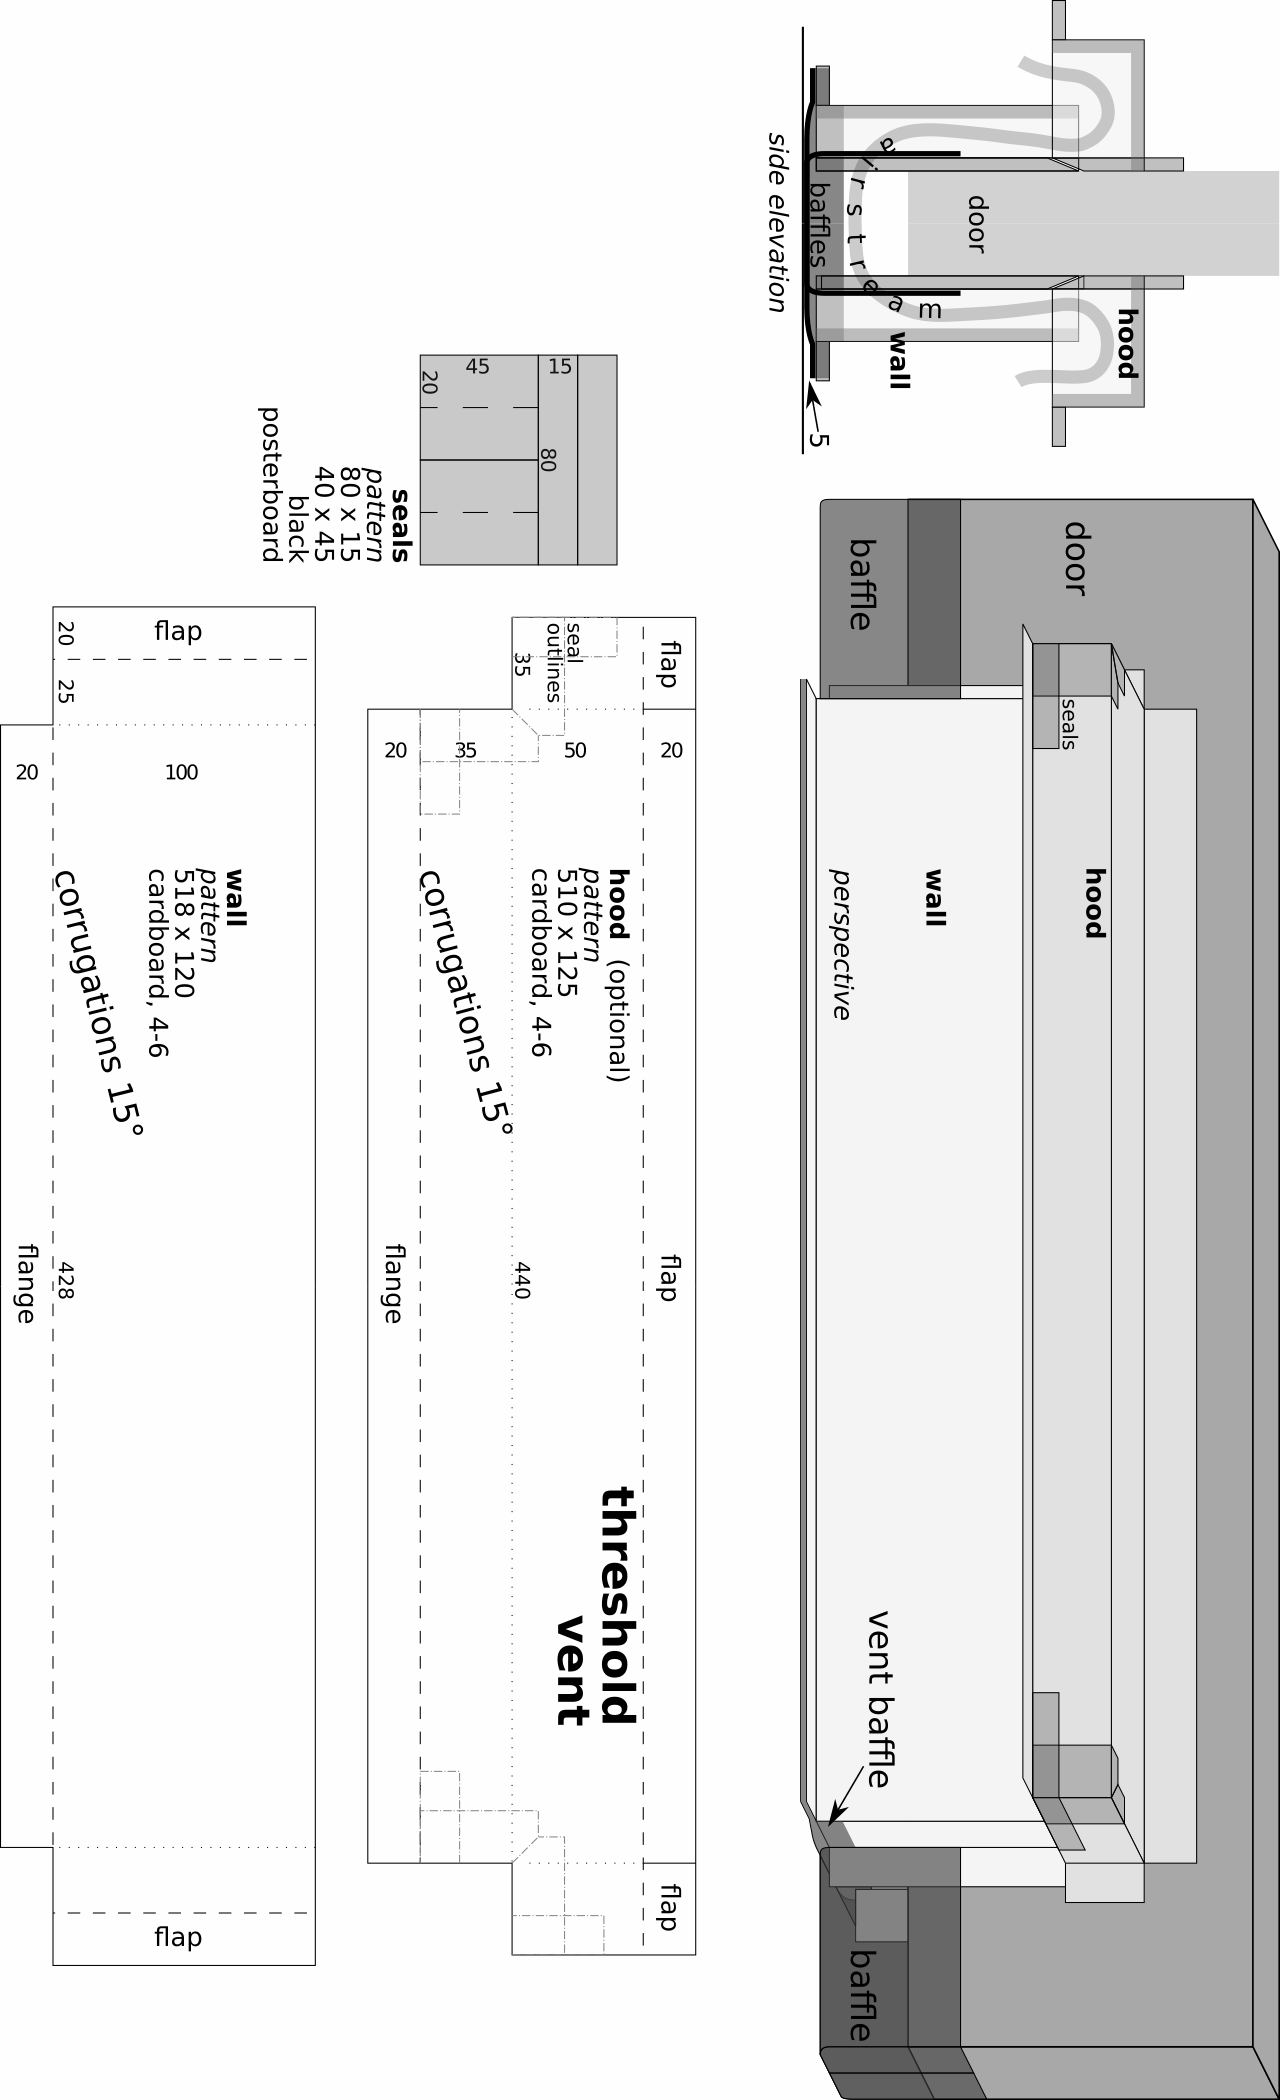 side elevation
baffles
airstream
door
wall
hood
5
door
baffle
seals
hood
wall
perspective
vent baffle
baffle
45
15
20
80
seals
pattern
80 x 15
40 x 45
black
posterboard
flap
seal
outlines
35
20
35
50
20
hood (optional)
pattern
510 x 125
cardboard, 4-6
corrugations 15°
flap
440
flange
threshold
vent
flap
flap
20
25
20
100
wall
pattern
518 x 120
cardboard, 4-6
corrugations 15°
428
flange
flap